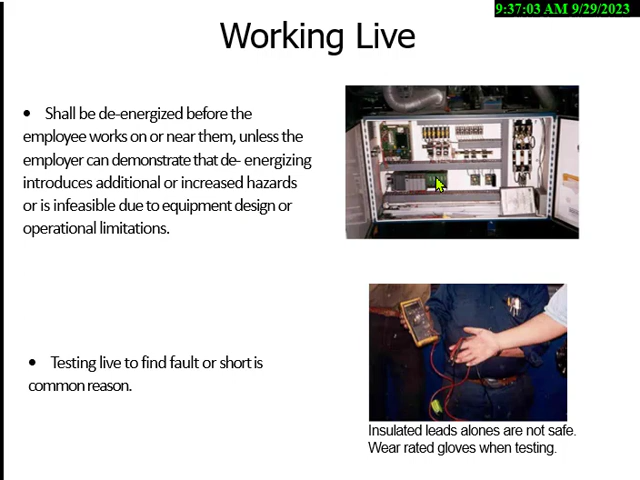 9:37:03 AM 9/29/2023
Working Live
• Shall be de-energized before the
employee works on or near them, unless the
employer can demonstrate that de- energizing
introduces additional or increased hazards
or is infeasible due to equipment design or
operational limitations.
• Testing live to find fault or short is
common reason.
Insulated leads alones are not safe.
Wear rated gloves when testing.